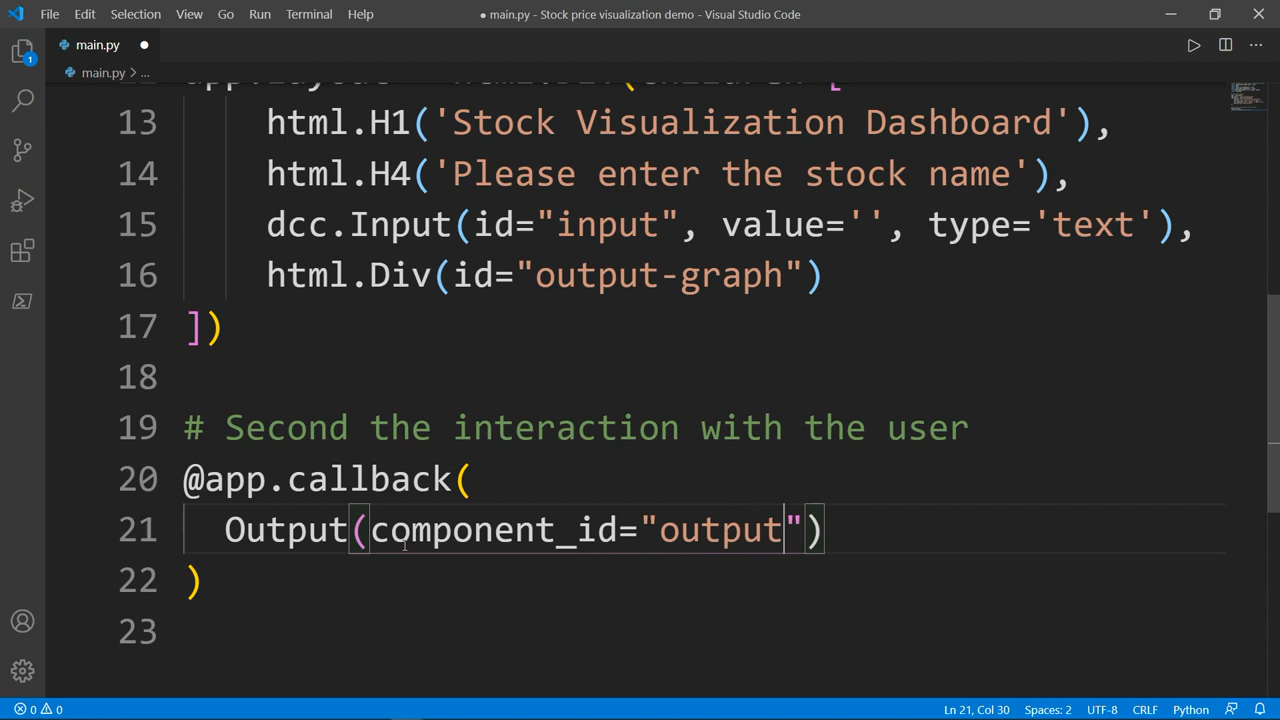 File Edit Selection View Go Run Terminal Help ● main.py - Stock price visualization demo - Visual Studio Code
main.py ●
main.py > ...
1
13 html.H1('Stock Visualization Dashboard'),
14 html.H4('Please enter the stock name'),
15 dcc.Input(id="input", value='', type='text'),
16 html.Div(id="output-graph")
17 ])
18
19 # Second the interaction with the user
20 @app.callback(
21 Output(component_id="output")
22 )
23
0 0 Ln 21, Col 30 Spaces: 2 UTF-8 CRLF Python